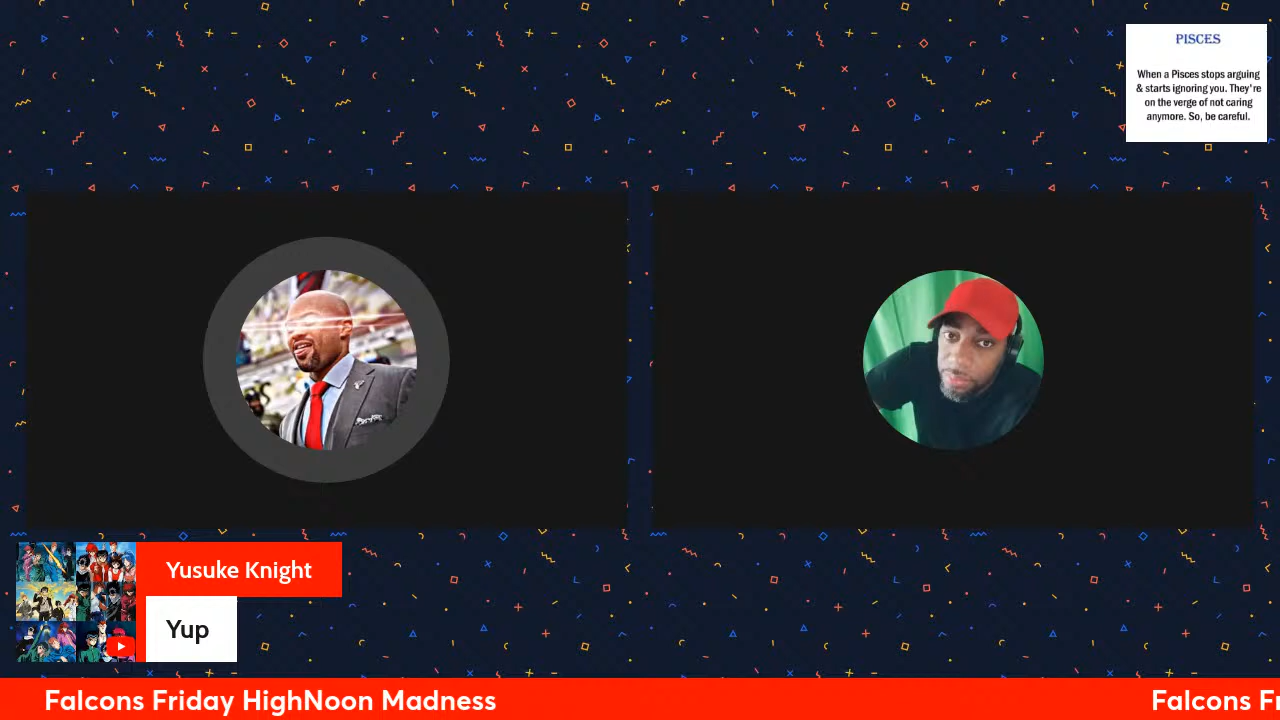 PISCES
When a Pisces stops arguing
& starts ignoring you. They're
on the verge of not caring
anymore. So, be careful.
Yusuke Knight
Yup
Falcons Friday HighNoon Madness
Falcons Fr